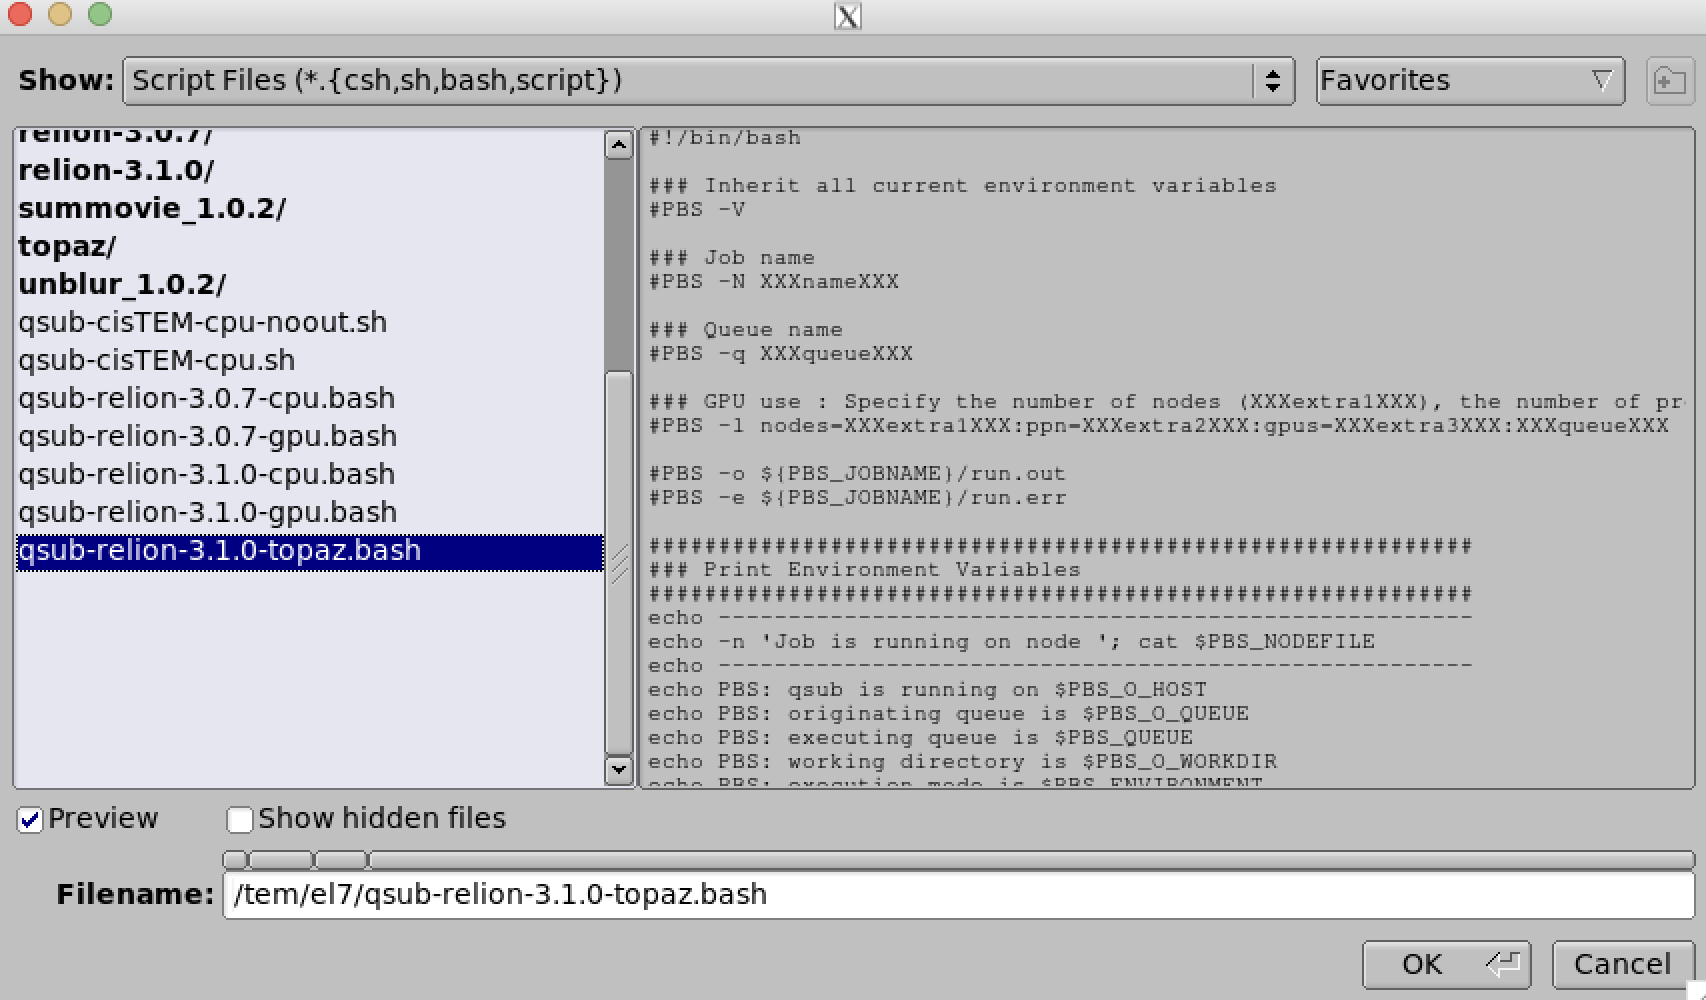 X
Show: Script Files (*.{csh,sh,bash,script}) Favorites
relion-3.0.7/
relion-3.1.0/
summovie_1.0.2/
topaz/
unblur_1.0.2/
qsub-cisTEM-cpu-noout.sh
qsub-cisTEM-cpu.sh
qsub-relion-3.0.7-cpu.bash
qsub-relion-3.0.7-gpu.bash
qsub-relion-3.1.0-cpu.bash
qsub-relion-3.1.0-gpu.bash
qsub-relion-3.1.0-topaz.bash
#!/bin/bash
### Inherit all current environment variables
#PBS -V
### Job name
#PBS -N XXXnameXXX
### Queue name
#PBS -q XXXqueueXXX
### GPU use : Specify the number of nodes (XXXextra1XXX), the number of pr
#PBS -l nodes=XXXextra1XXX:ppn=XXXextra2XXX:gpus=XXXextra3XXX:XXXqueueXXX
#PBS -o ${PBS_JOBNAME}/run.out
#PBS -e ${PBS_JOBNAME}/run.err
###########################################################
### Print Environment Variables
###########################################################
echo ------------------------------------------------------
echo -n 'Job is running on node '; cat $PBS_NODEFILE
echo ------------------------------------------------------
echo PBS: qsub is running on $PBS_O_HOST
echo PBS: originating queue is $PBS_O_QUEUE
echo PBS: executing queue is $PBS_QUEUE
echo PBS: working directory is $PBS_O_WORKDIR
echo PBS: execution mode is $PBS_ENVIRONMENT
Preview Show hidden files
Filename: /tem/el7/qsub-relion-3.1.0-topaz.bash
OK Cancel